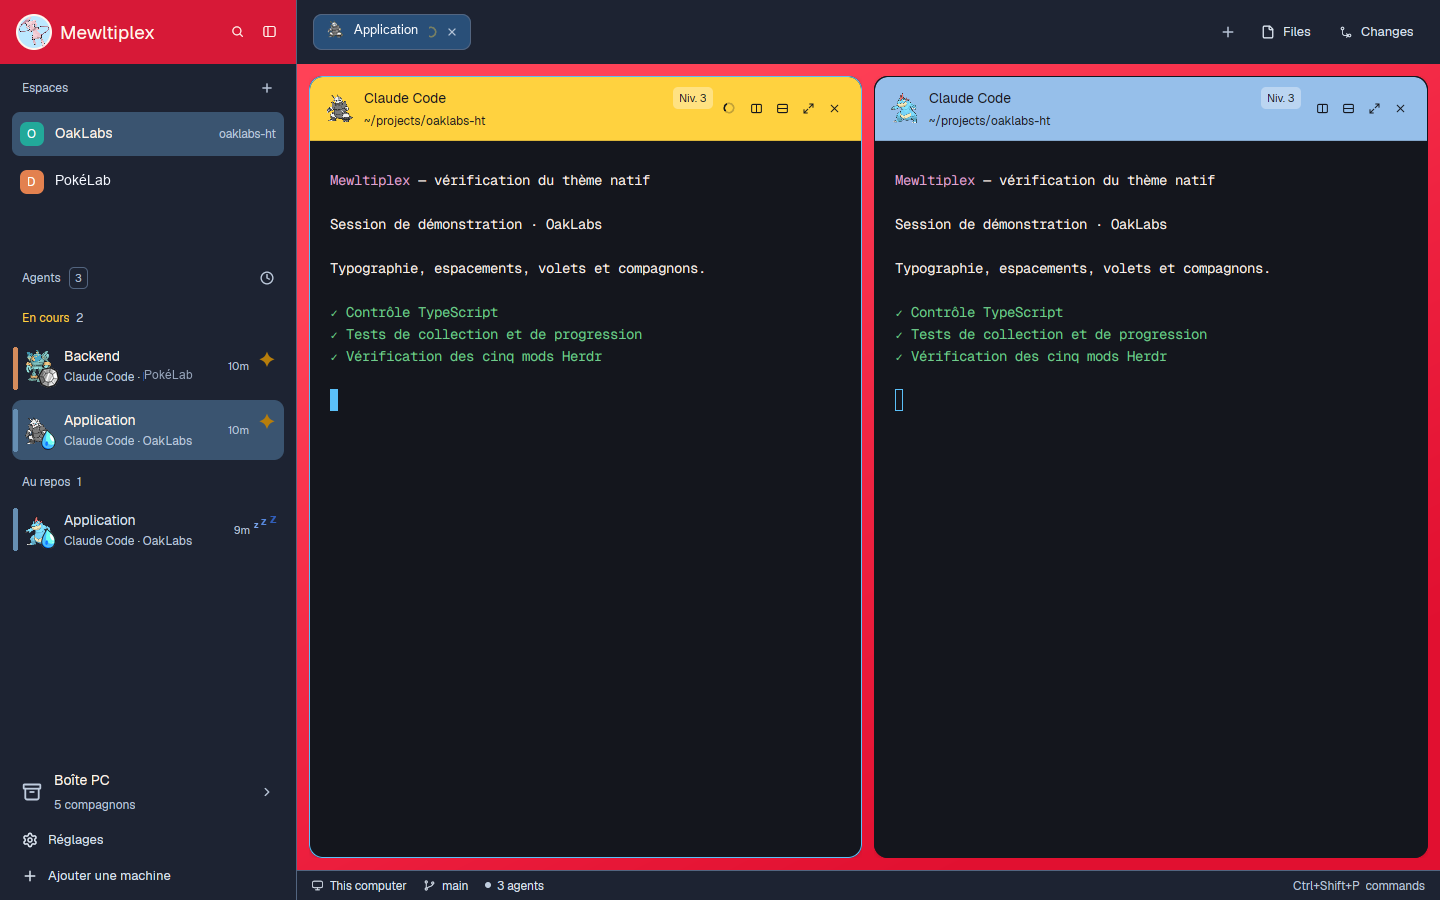 Mewltiplex
Espaces
O OakLabs oaklabs-ht
D PokéLab
Agents 3
En cours 2
Backend
Claude Code · PokéLab
10m
Application
Claude Code · OakLabs
10m
Au repos 1
Application
Claude Code · OakLabs
9m z z Z
Boîte PC
5 compagnons
Réglages
Ajouter une machine
Application
Files
Changes
Claude Code
~/projects/oaklabs-ht
Niv. 3
Mewltiplex — vérification du thème natif
Session de démonstration · OakLabs
Typographie, espacements, volets et compagnons.
✓ Contrôle TypeScript
✓ Tests de collection et de progression
✓ Vérification des cinq mods Herdr
Claude Code
~/projects/oaklabs-ht
Niv. 3
Mewltiplex — vérification du thème natif
Session de démonstration · OakLabs
Typographie, espacements, volets et compagnons.
✓ Contrôle TypeScript
✓ Tests de collection et de progression
✓ Vérification des cinq mods Herdr
This computer
main
3 agents
Ctrl+Shift+P commands